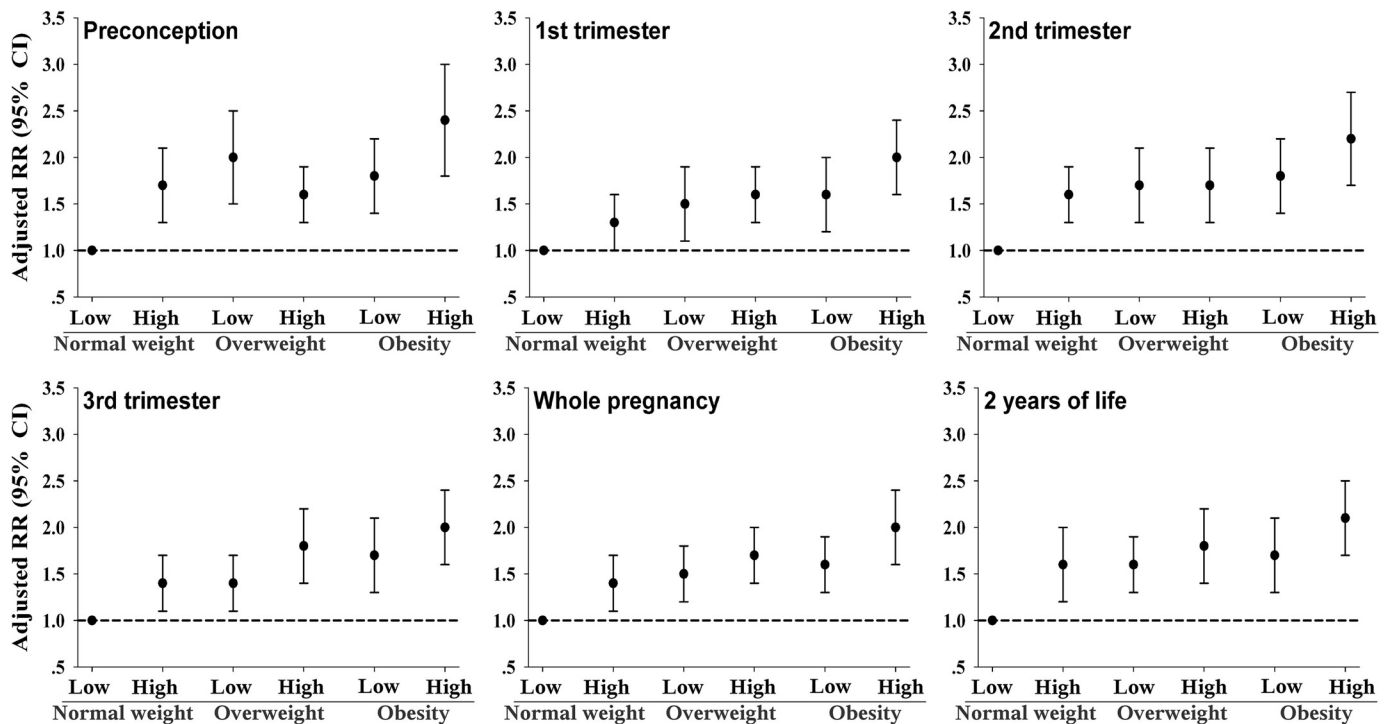 Preconception
1st trimester
2nd trimester
Adjusted RR (95% CI)
3.5
3.0
2.5
2.0
1.5
1.0
.5
3.5
3.0
2.5
2.0
1.5
1.0
.5
3.5
3.0
2.5
2.0
1.5
1.0
.5
Low High Low High Low High
Normal weight Overweight Obesity
Low High Low High Low High
Normal weight Overweight Obesity
Low High Low High Low High
Normal weight Overweight Obesity
3rd trimester
Whole pregnancy
2 years of life
Adjusted RR (95% CI)
3.5
3.0
2.5
2.0
1.5
1.0
.5
3.5
3.0
2.5
2.0
1.5
1.0
.5
3.5
3.0
2.5
2.0
1.5
1.0
.5
Low High Low High Low High
Normal weight Overweight Obesity
Low High Low High Low High
Normal weight Overweight Obesity
Low High Low High Low High
Normal weight Overweight Obesity